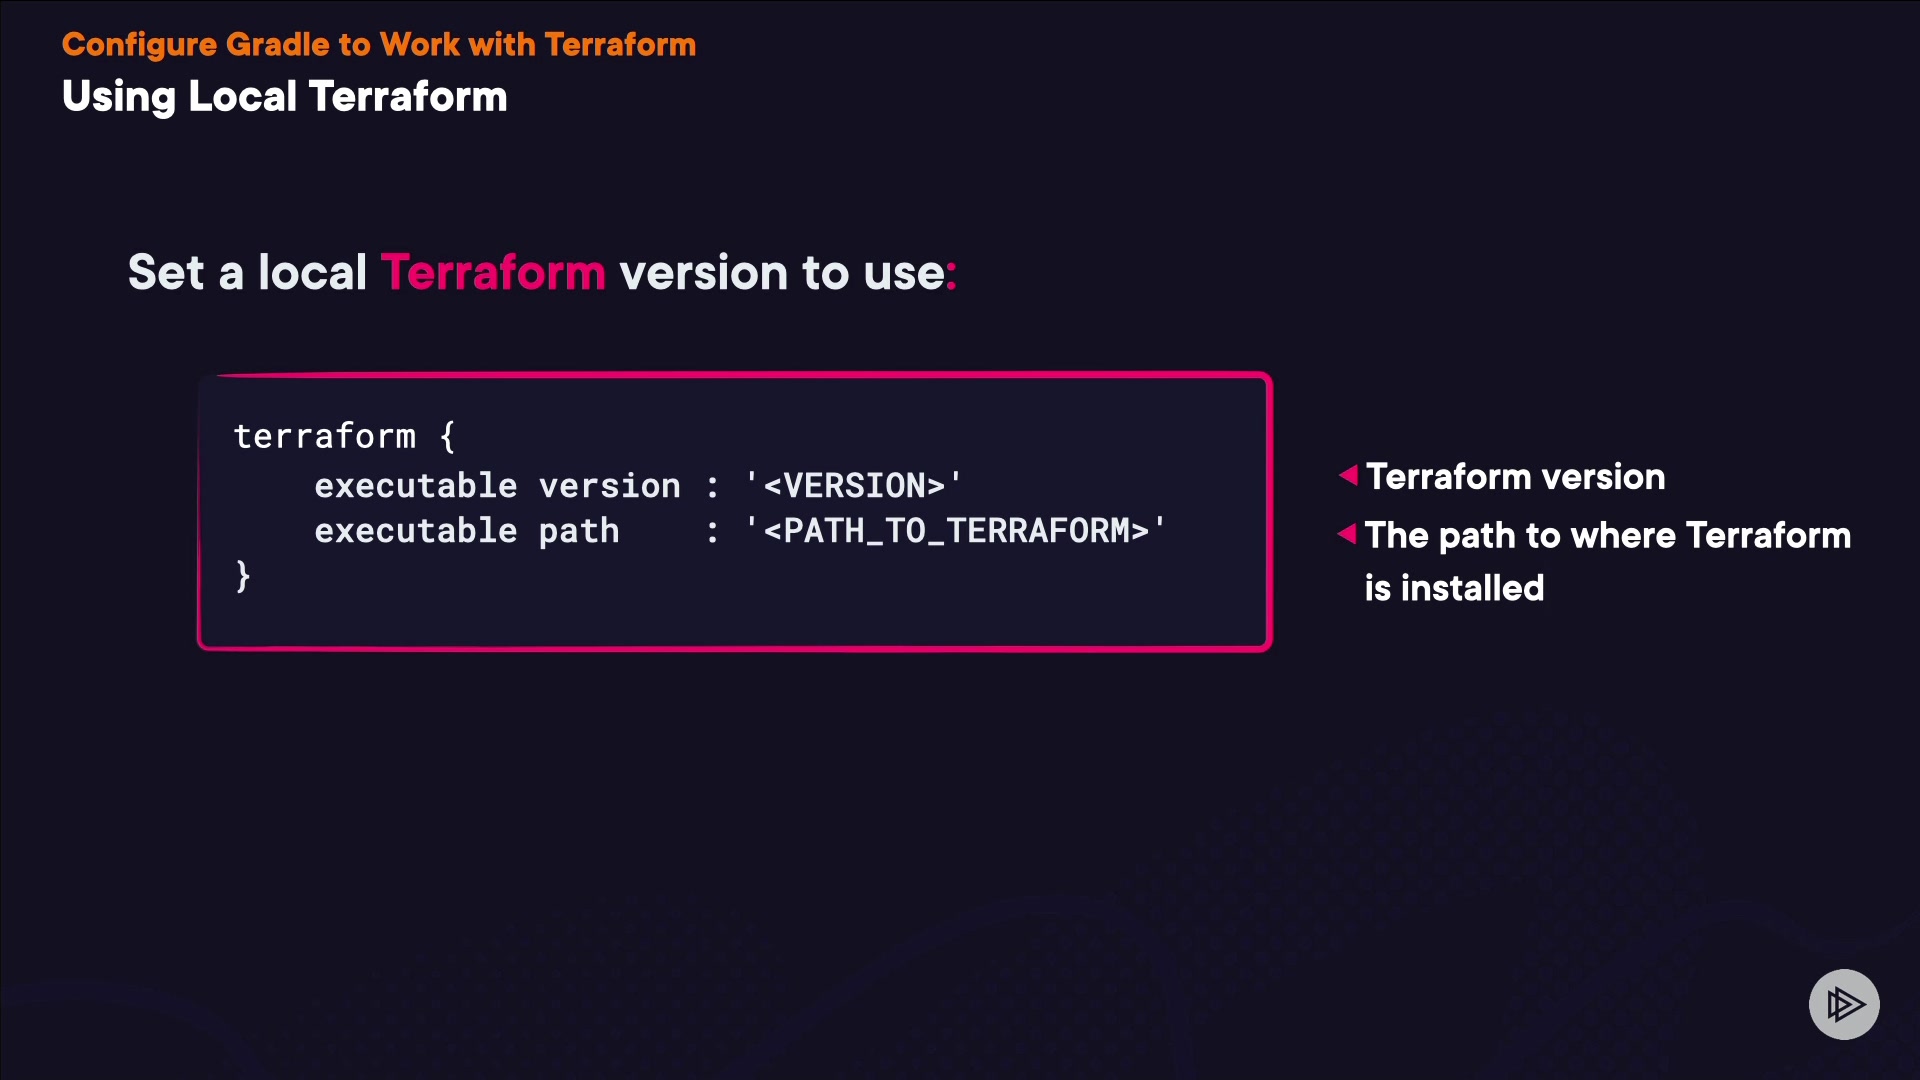 Configure Gradle to Work with Terraform
Using Local Terraform
Set a local Terraform version to use:
terraform {
    executable version : '<VERSION>'
    executable path    : '<PATH_TO_TERRAFORM>'
}
Terraform version
The path to where Terraform
is installed